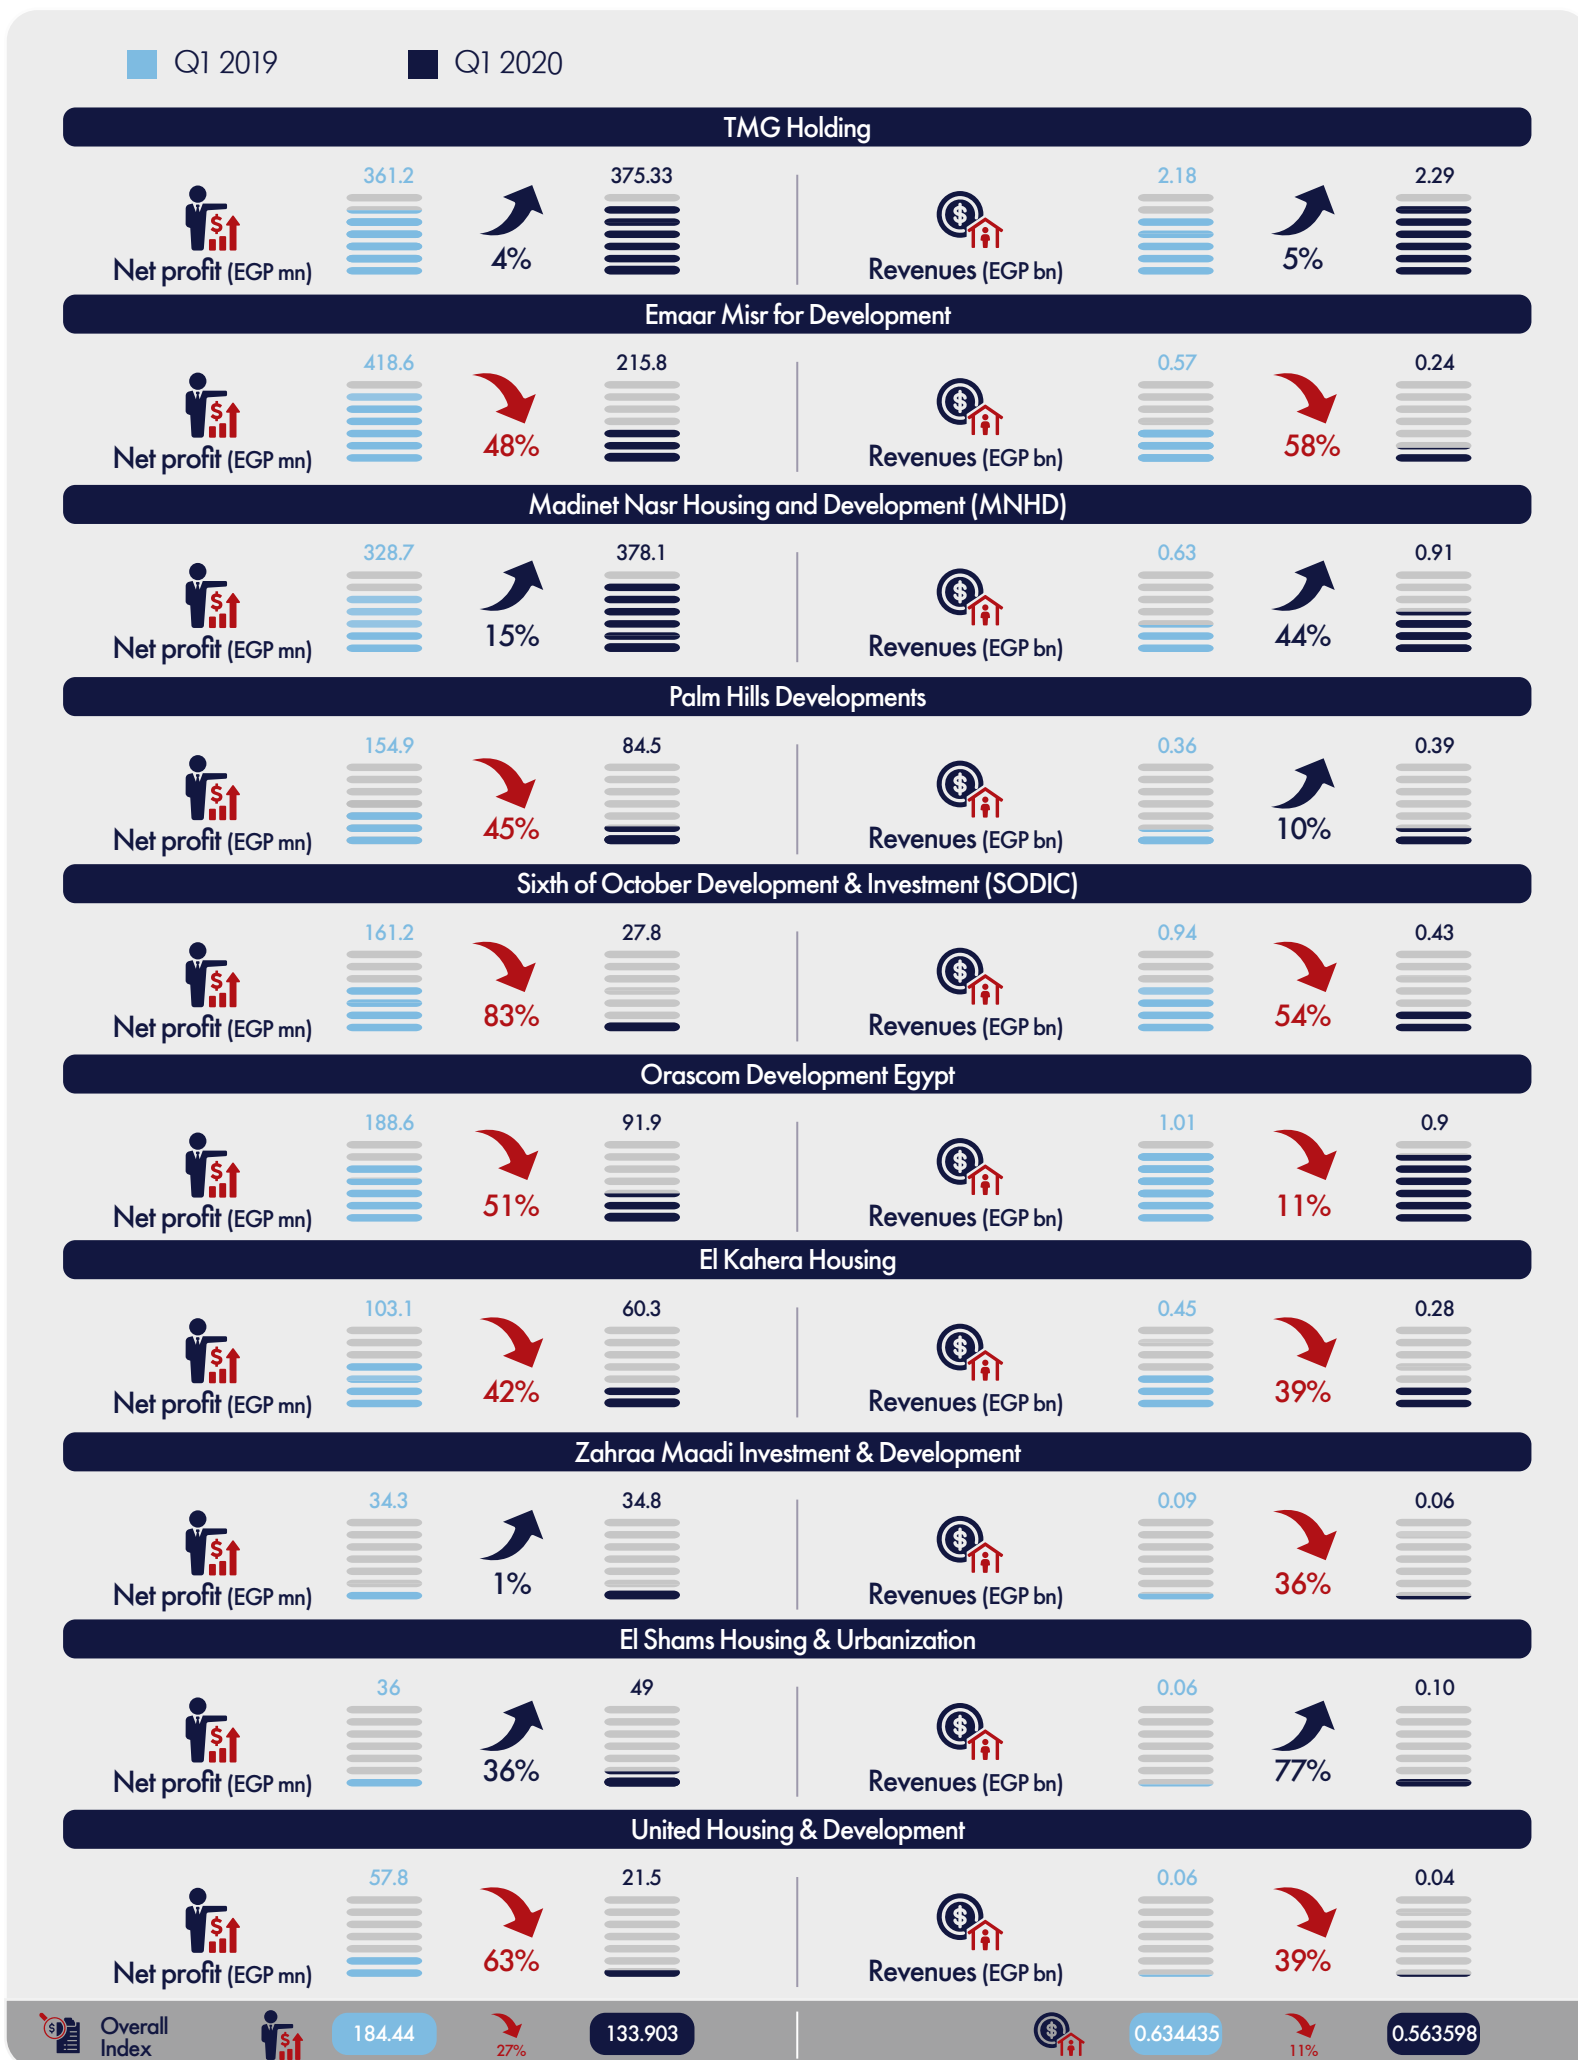 Q1 2019
Q1 2020
TMG Holding
361.2
375.33
4%
Net profit (EGP mn)
2.18
2.29
5%
Revenues (EGP bn)
Emaar Misr for Development
418.6
215.8
48%
Net profit (EGP mn)
0.57
0.24
58%
Revenues (EGP bn)
Madinet Nasr Housing and Development (MNHD)
328.7
378.1
15%
Net profit (EGP mn)
0.63
0.91
44%
Revenues (EGP bn)
Palm Hills Developments
154.9
84.5
45%
Net profit (EGP mn)
0.36
0.39
10%
Revenues (EGP bn)
Sixth of October Development & Investment (SODIC)
161.2
27.8
83%
Net profit (EGP mn)
0.94
0.43
54%
Revenues (EGP bn)
Orascom Development Egypt
188.6
91.9
51%
Net profit (EGP mn)
1.01
0.9
11%
Revenues (EGP bn)
El Kahera Housing
103.1
60.3
42%
Net profit (EGP mn)
0.45
0.28
39%
Revenues (EGP bn)
Zahraa Maadi Investment & Development
34.3
34.8
1%
Net profit (EGP mn)
0.09
0.06
36%
Revenues (EGP bn)
El Shams Housing & Urbanization
36
49
36%
Net profit (EGP mn)
0.06
0.10
77%
Revenues (EGP bn)
United Housing & Development
57.8
21.5
63%
Net profit (EGP mn)
0.06
0.04
39%
Revenues (EGP bn)
Overall
Index
184.44
27%
133.903
0.634435
11%
0.563598